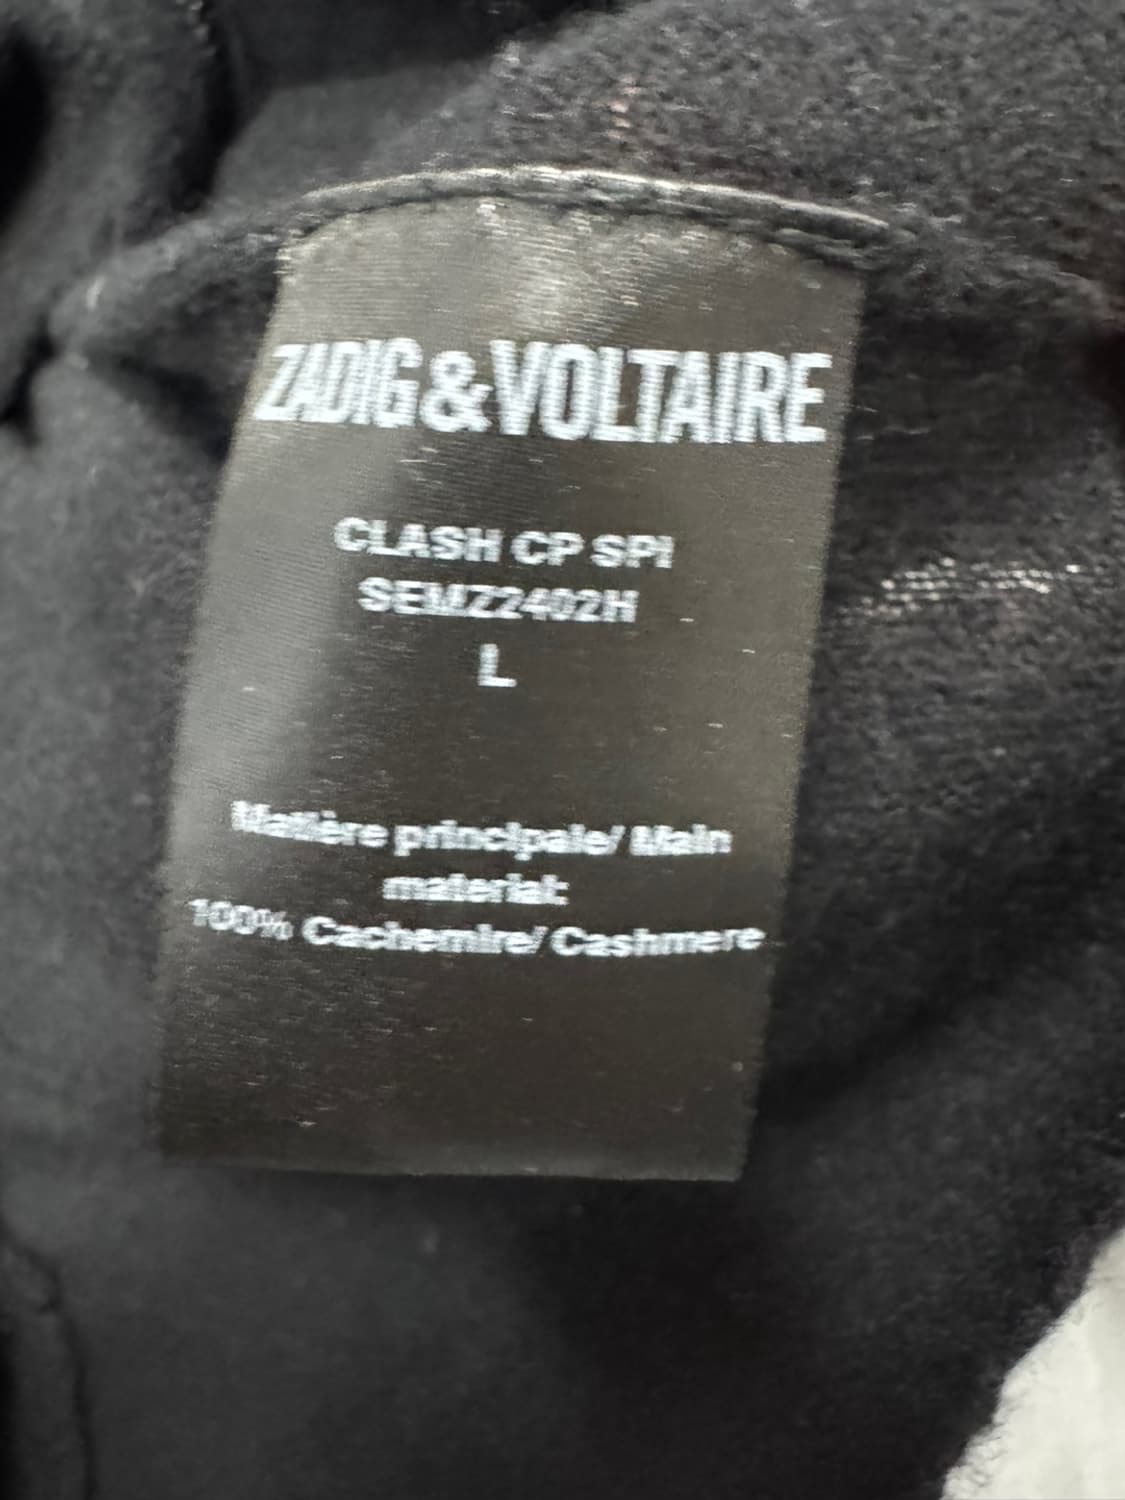 ZADIG&VOLTAIRE
CLASH CP SPI
SEMZ2402H
L
Matière principale/ Main
material:
100% Cachemire/ Cashmere